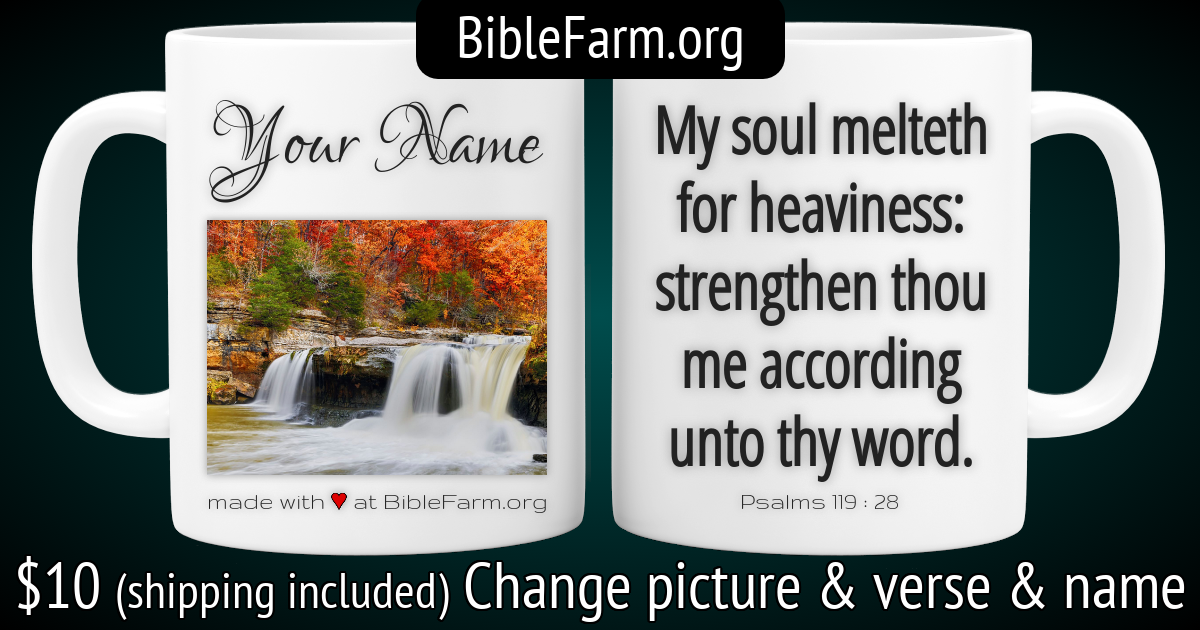 BibleFarm.org
Your Name
made with ♥ at BibleFarm.org
My soul melteth
for heaviness:
strengthen thou
me according
unto thy word.
Psalms 119 : 28
$10 (shipping included) Change picture & verse & name